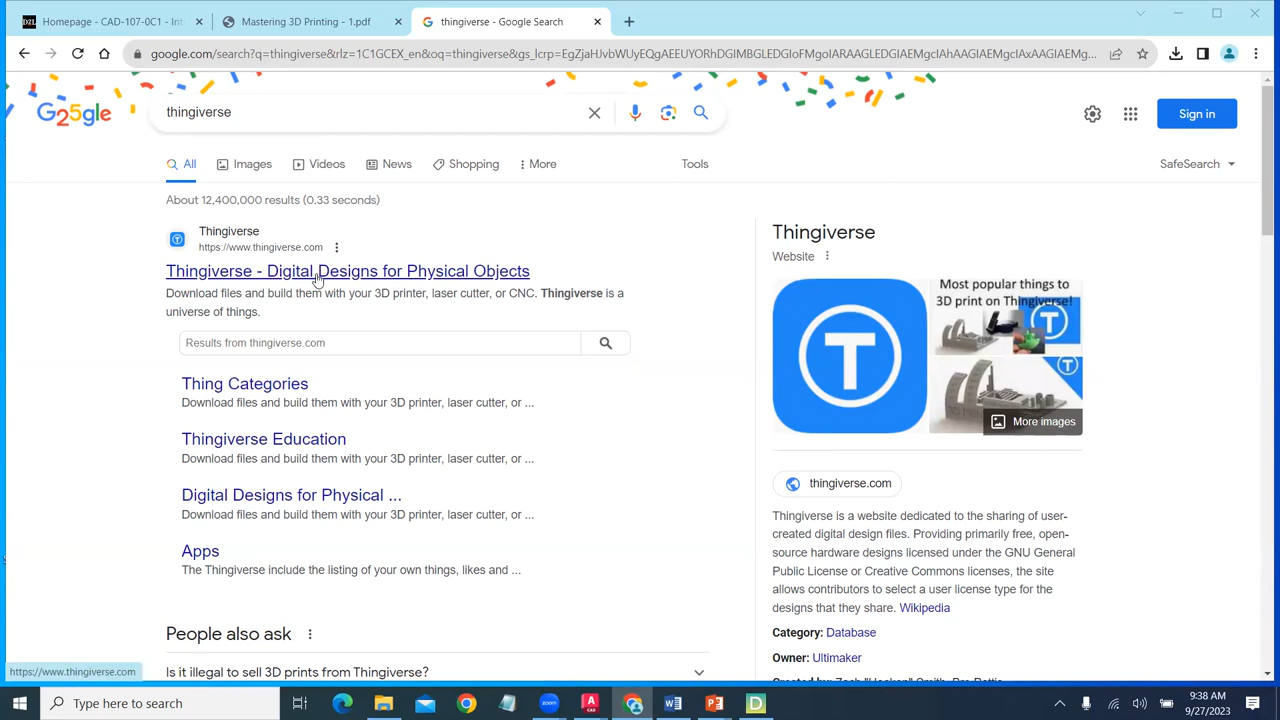 Homepage - CAD-107-0C1 - Int
Mastering 3D Printing - 1.pdf
thingiverse - Google Search
google.com/search?q=thingiverse&rlz=1C1GCEX_en&oq=thingiverse&gs_lcrp=EgZjaHJvbWUyEQgAEEUYORhDGIMGLEDGIoFMgoIARAAGLEDGIAEMgcIAhAAGIAEMgcIAxAAGIAEMg...
G25gle
thingiverse
Sign in
All
Images
Videos
News
Shopping
More
Tools
SafeSearch
About 12,400,000 results (0.33 seconds)
Thingiverse
https://www.thingiverse.com
Thingiverse - Digital Designs for Physical Objects
Download files and build them with your 3D printer, laser cutter, or CNC. Thingiverse is a
universe of things.
Results from thingiverse.com
Thing Categories
Download files and build them with your 3D printer, laser cutter, or ...
Thingiverse Education
Download files and build them with your 3D printer, laser cutter, or ...
Digital Designs for Physical ...
Download files and build them with your 3D printer, laser cutter, or ...
Apps
The Thingiverse include the listing of your own things, likes and ...
People also ask
Is it illegal to sell 3D prints from Thingiverse?
https://www.thingiverse.com
Thingiverse
Website
Most popular things to
3D print on Thingiverse!
More images
thingiverse.com
Thingiverse is a website dedicated to the sharing of user-
created digital design files. Providing primarily free, open-
source hardware designs licensed under the GNU General
Public License or Creative Commons licenses, the site
allows contributors to select a user license type for the
designs that they share. Wikipedia
Category: Database
Owner: Ultimaker
Type here to search
zoom
9:38 AM
9/27/2023